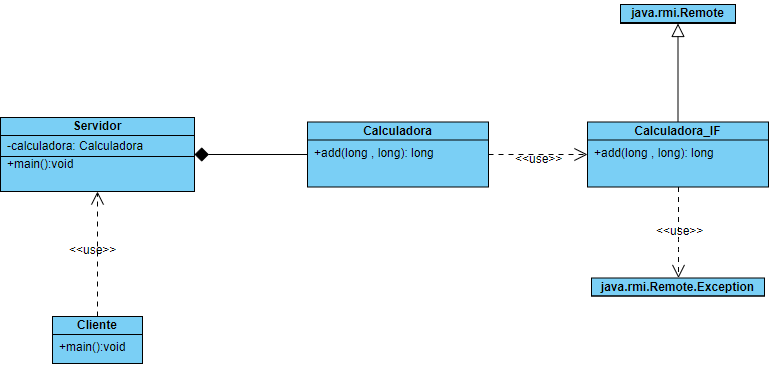 java.rmi.Remote
Servidor
-calculadora: Calculadora
+main():void
Calculadora
+add(long , long): long
<<use>>
Calculadora_IF
+add(long , long): long
<<use>>
<<use>>
java.rmi.Remote.Exception
Cliente
+main():void